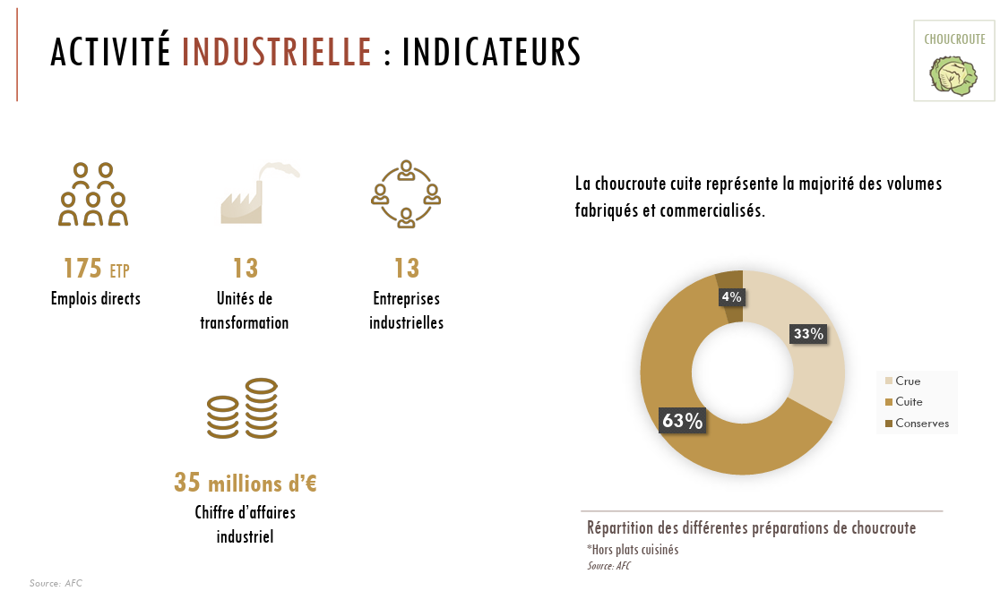 ACTIVITÉ INDUSTRIELLE : INDICATEURS
CHOUCROUTE
175 ETP
Emplois directs
13
Unités de
transformation
13
Entreprises
industrielles
35 millions d’€
Chiffre d’affaires
industriel
Source: AFC
La choucroute cuite représente la majorité des volumes
fabriqués et commercialisés.
4%
33%
63%
Crue
Cuite
Conserves
Répartition des différentes préparations de choucroute
*Hors plats cuisinés
Source: AFC